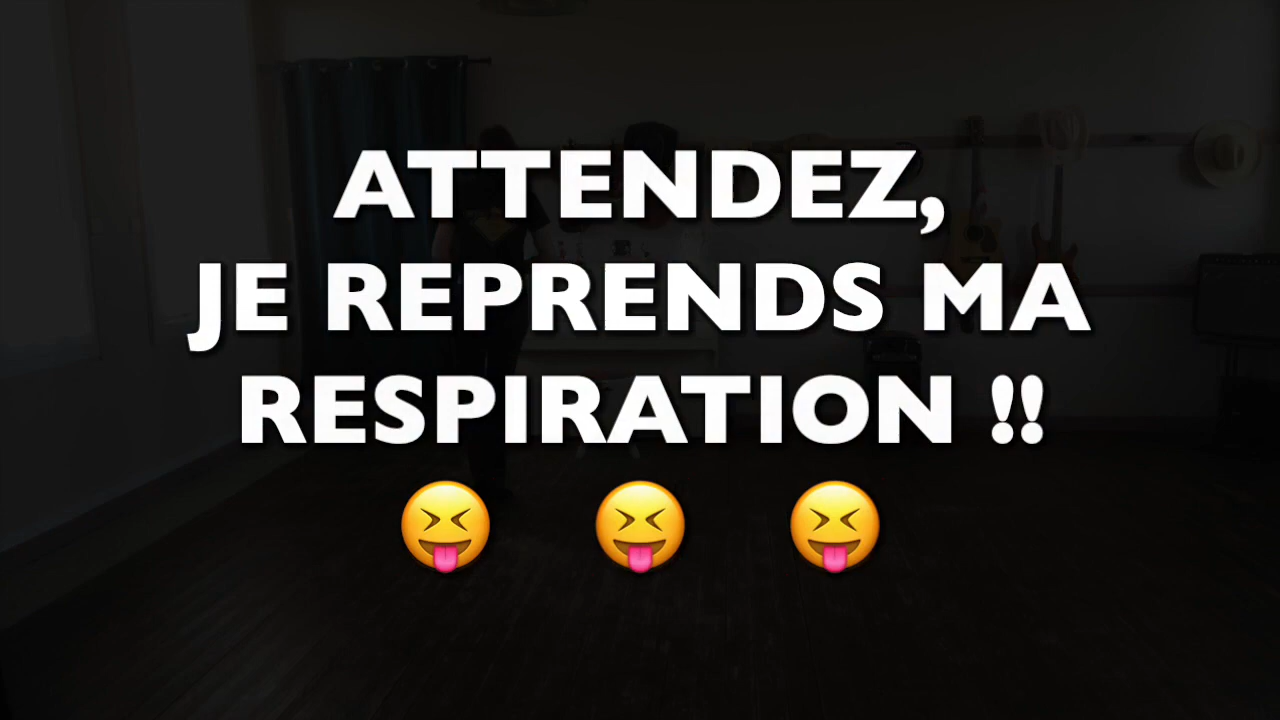 ATTENDEZ,
JE REPRENDS MA
RESPIRATION !!
😝 😝 😝